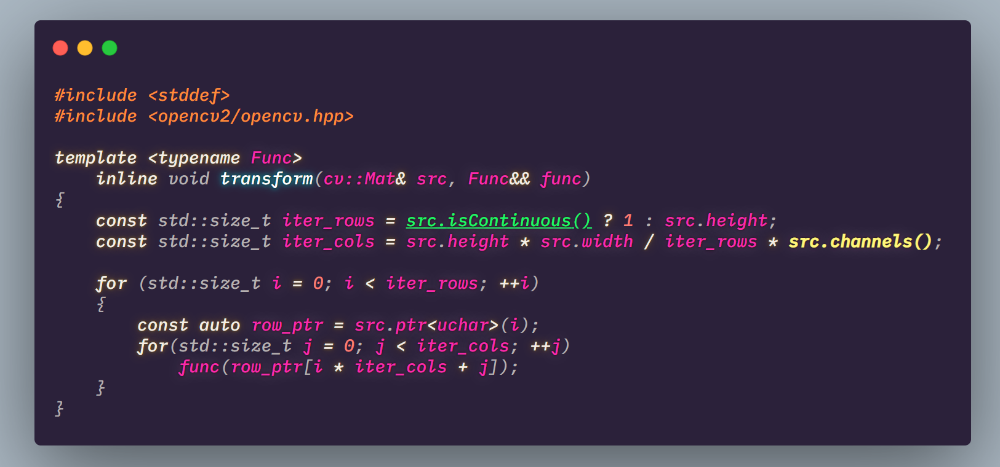 #include <stddef>
#include <opencv2/opencv.hpp>
template <typename Func>
inline void transform(cv::Mat& src, Func&& func)
{
const std::size_t iter_rows = src.isContinuous() ? 1 : src.height;
const std::size_t iter_cols = src.height * src.width / iter_rows * src.channels();
for (std::size_t i = 0; i < iter_rows; ++i)
{
const auto row_ptr = src.ptr<uchar>(i);
for(std::size_t j = 0; j < iter_cols; ++j)
func(row_ptr[i * iter_cols + j]);
}
}